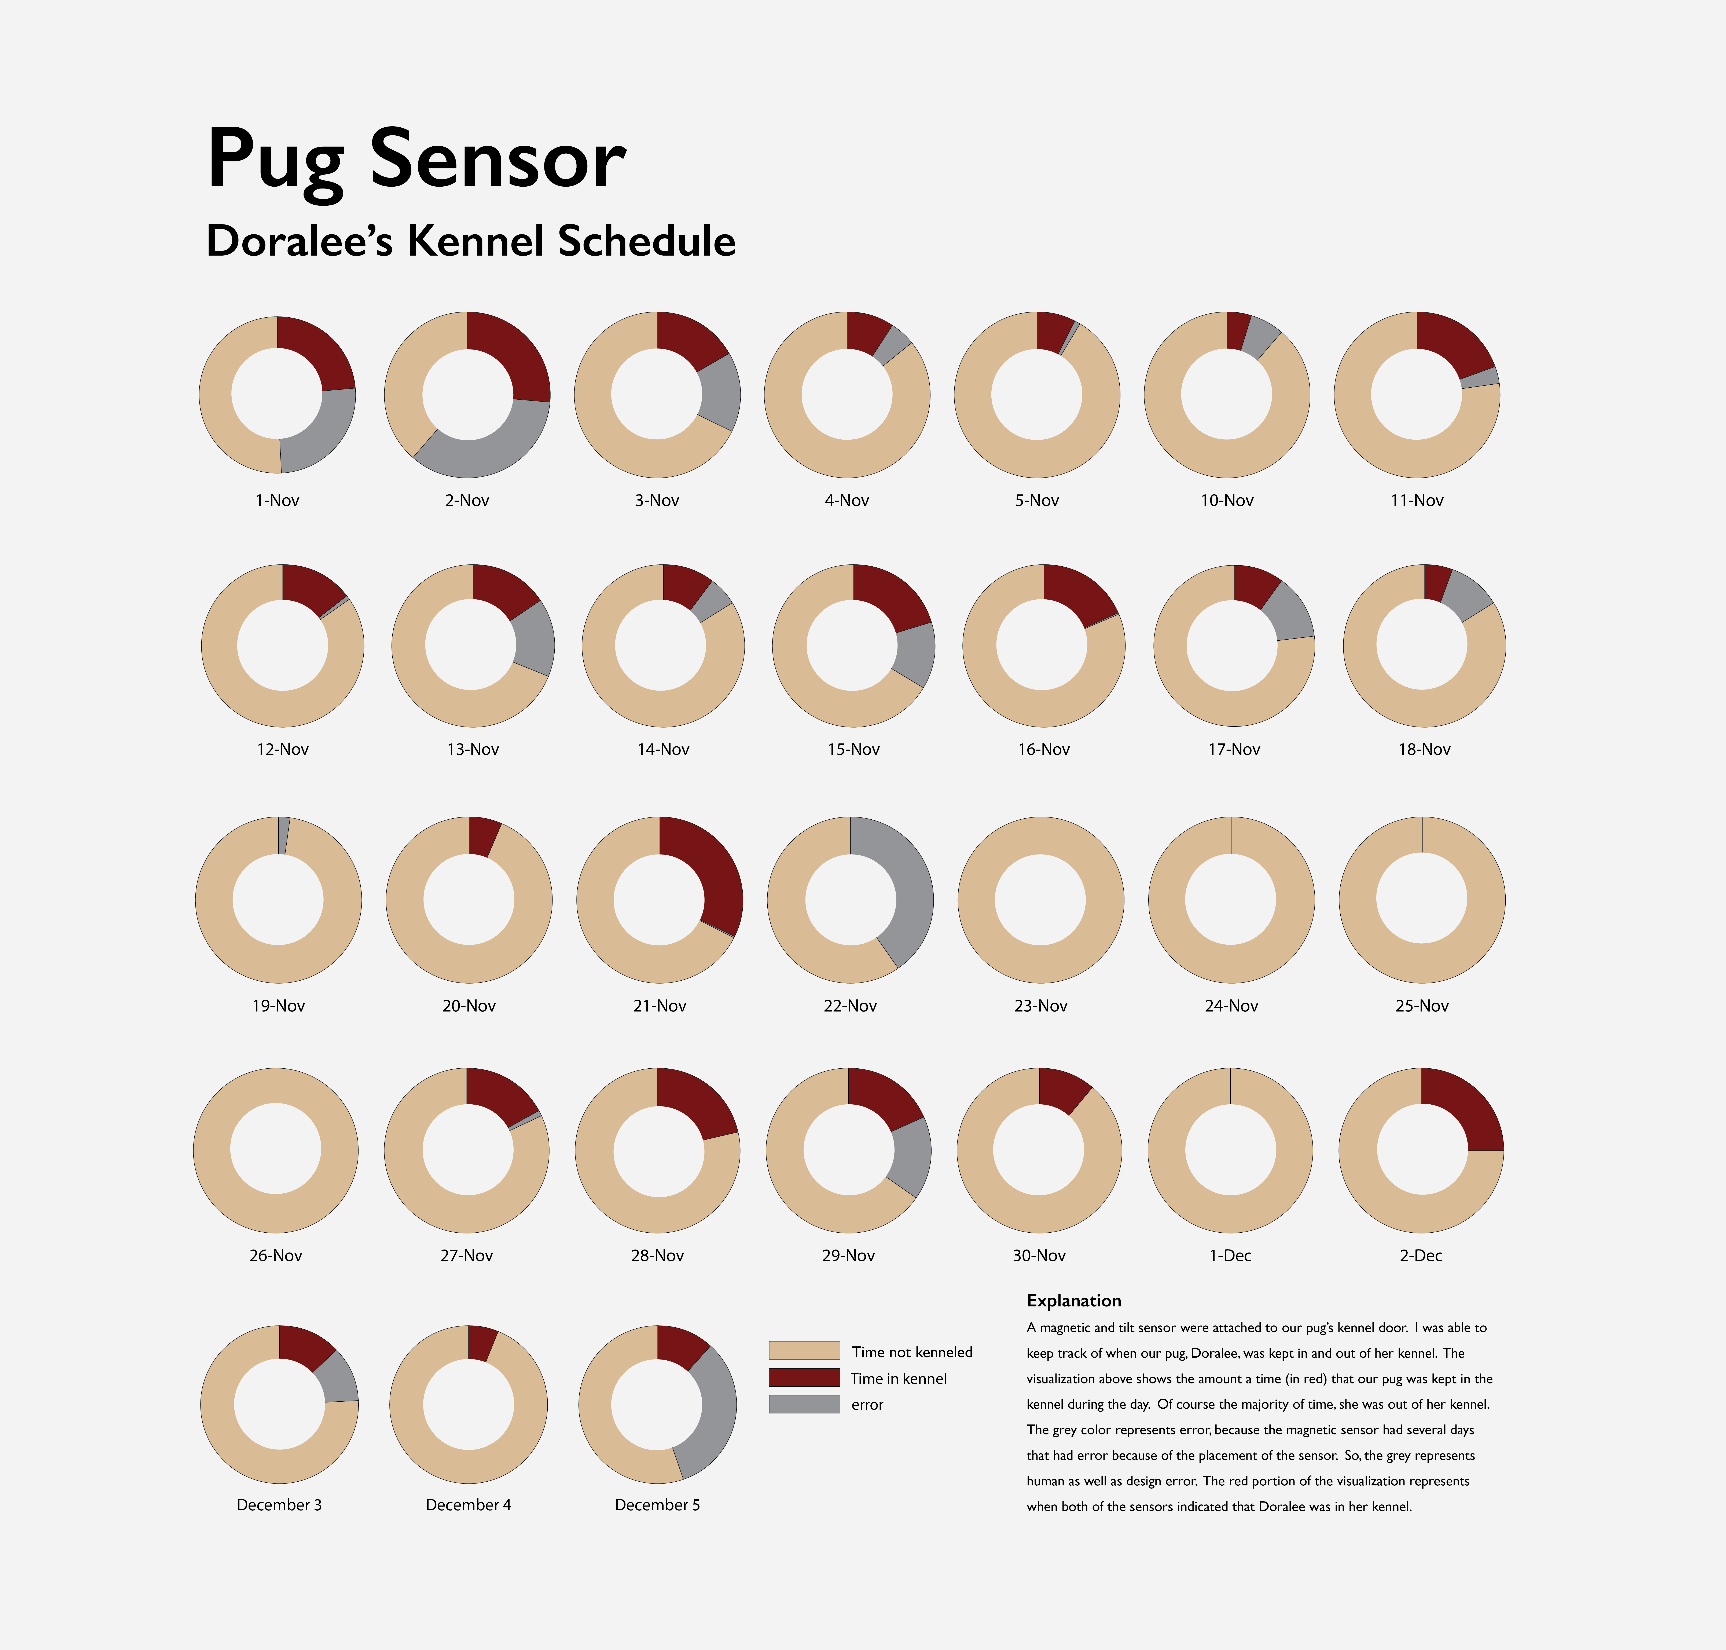 Pug Sensor
Doralee's Kennel Schedule
1-Nov
2-Nov
3-Nov
4-Nov
5-Nov
10-Nov
11-Nov
12-Nov
13-Nov
14-Nov
15-Nov
16-Nov
17-Nov
18-Nov
19-Nov
20-Nov
21-Nov
22-Nov
23-Nov
24-Nov
25-Nov
26-Nov
27-Nov
28-Nov
29-Nov
30-Nov
1-Dec
2-Dec
December 3
December 4
December 5
Time not kenneled
Time in kennel
error
Explanation
A magnetic and tilt sensor were attached to our pug's kennel door. I was able to
keep track of when our pug, Doralee, was kept in and out of her kennel. The
visualization above shows the amount a time (in red) that our pug was kept in the
kennel during the day. Of course the majority of time, she was out of her kennel.
The grey color represents error, because the magnetic sensor had several days
that had error because of the placement of the sensor. So, the grey represents
human as well as design error. The red portion of the visualization represents
when both of the sensors indicated that Doralee was in her kennel.